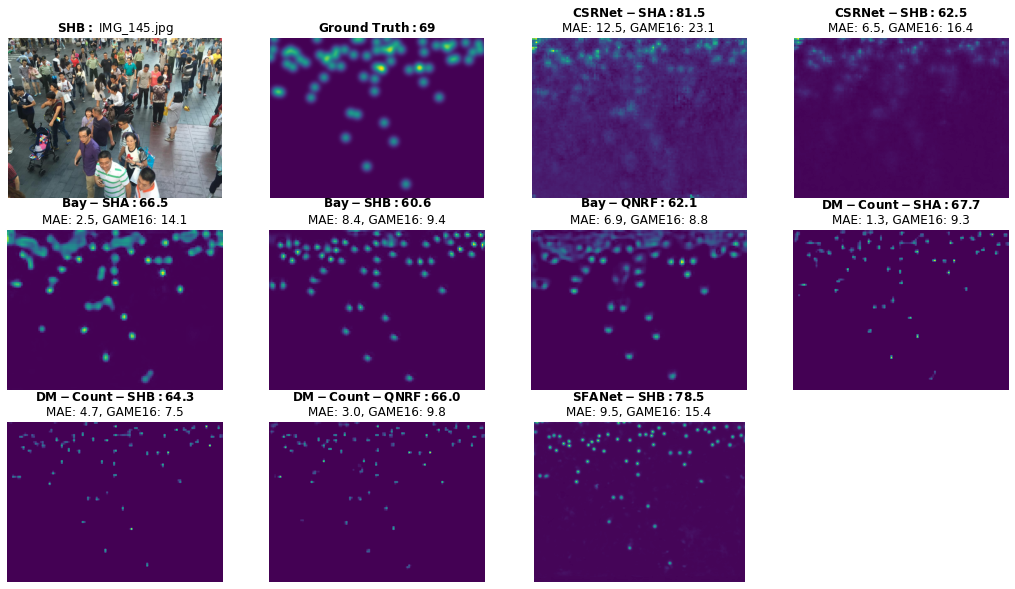 SHB: IMG_145.jpg
Ground Truth: 69
CSRNet − SHA: 81.5
MAE: 12.5, GAME16: 23.1
CSRNet − SHB: 62.5
MAE: 6.5, GAME16: 16.4
Bay − SHA: 66.5
MAE: 2.5, GAME16: 14.1
Bay − SHB: 60.6
MAE: 8.4, GAME16: 9.4
Bay − QNRF: 62.1
MAE: 6.9, GAME16: 8.8
DM − Count − SHA: 67.7
MAE: 1.3, GAME16: 9.3
DM − Count − SHB: 64.3
MAE: 4.7, GAME16: 7.5
DM − Count − QNRF: 66.0
MAE: 3.0, GAME16: 9.8
SFANet − SHB: 78.5
MAE: 9.5, GAME16: 15.4